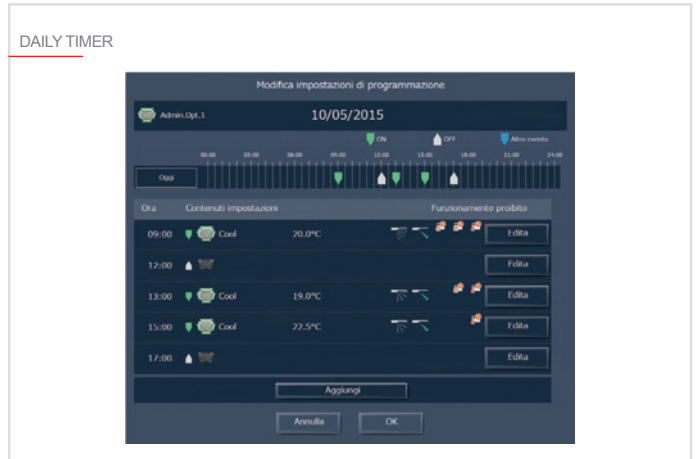 DAILY TIMER
Modifica impostazioni di programmazione
Admin.Dpt.1 10/05/2015
ON OFF Altro evento
00:00 03:00 06:00 09:00 12:00 15:00 18:00 21:00 24:00
Oggi
Ora Contenuti impostazioni Funzionamento proibito
09:00 Cool 20.0°C Edita
12:00 Edita
13:00 Cool 19.0°C Edita
15:00 Cool 22.5°C Edita
17:00 Edita
Aggiungi
Annulla OK